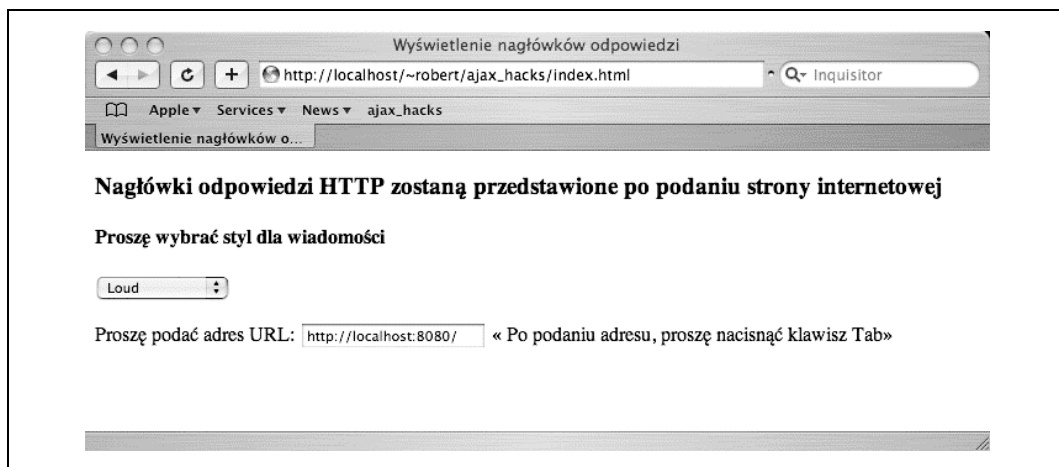 Wyświetlenie nagłówków odpowiedzi
http://localhost/~robert/ajax_hacks/index.html
Inquisitor
Apple Services News ajax_hacks
Wyświetlenie nagłówków o...
Nagłówki odpowiedzi HTTP zostaną przedstawione po podaniu strony internetowej
Proszę wybrać styl dla wiadomości
Loud
Proszę podać adres URL: http://localhost:8080/ « Po podaniu adresu, proszę nacisnąć klawisz Tab»